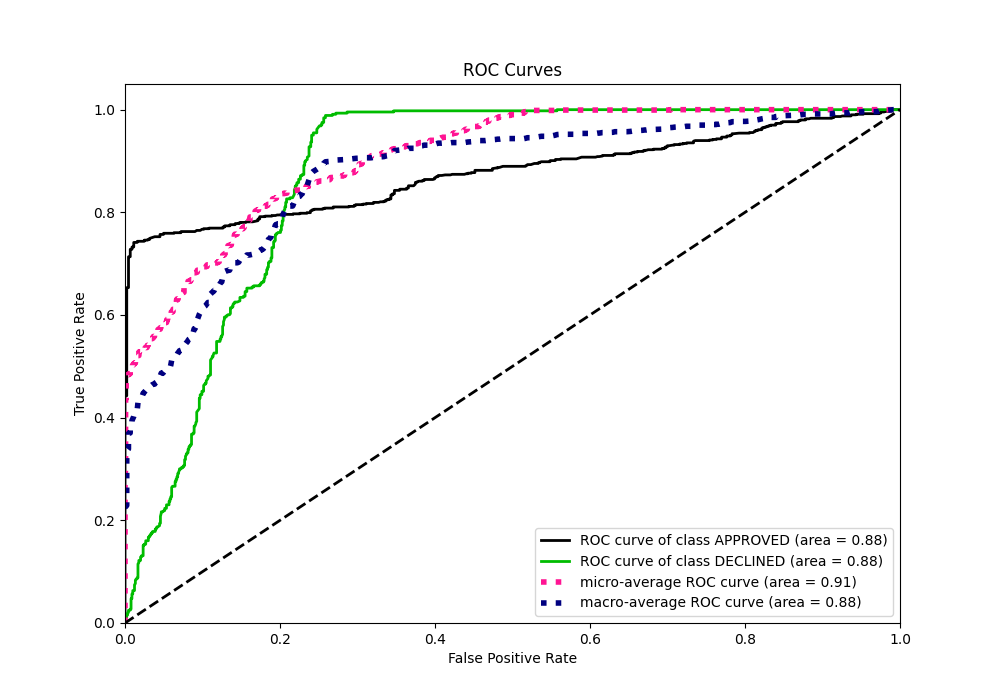 ROC Curves
True Positive Rate
1.0
0.8
0.6
0.4
0.2
0.0
0.0 0.2 0.4 0.6 0.8 1.0
False Positive Rate
ROC curve of class APPROVED (area = 0.88)
ROC curve of class DECLINED (area = 0.88)
micro-average ROC curve (area = 0.91)
macro-average ROC curve (area = 0.88)